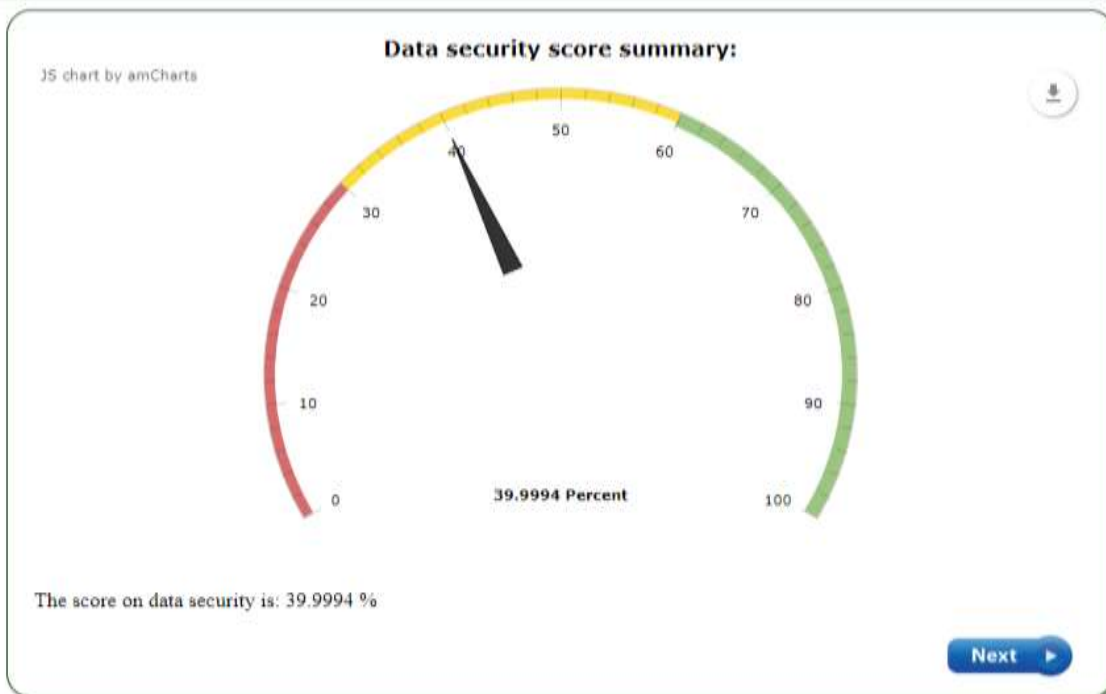 Data security score summary:
JS chart by amCharts
50
40
60
30
70
20
80
10
90
0
39.9994 Percent
100
The score on data security is: 39.9994 %
Next